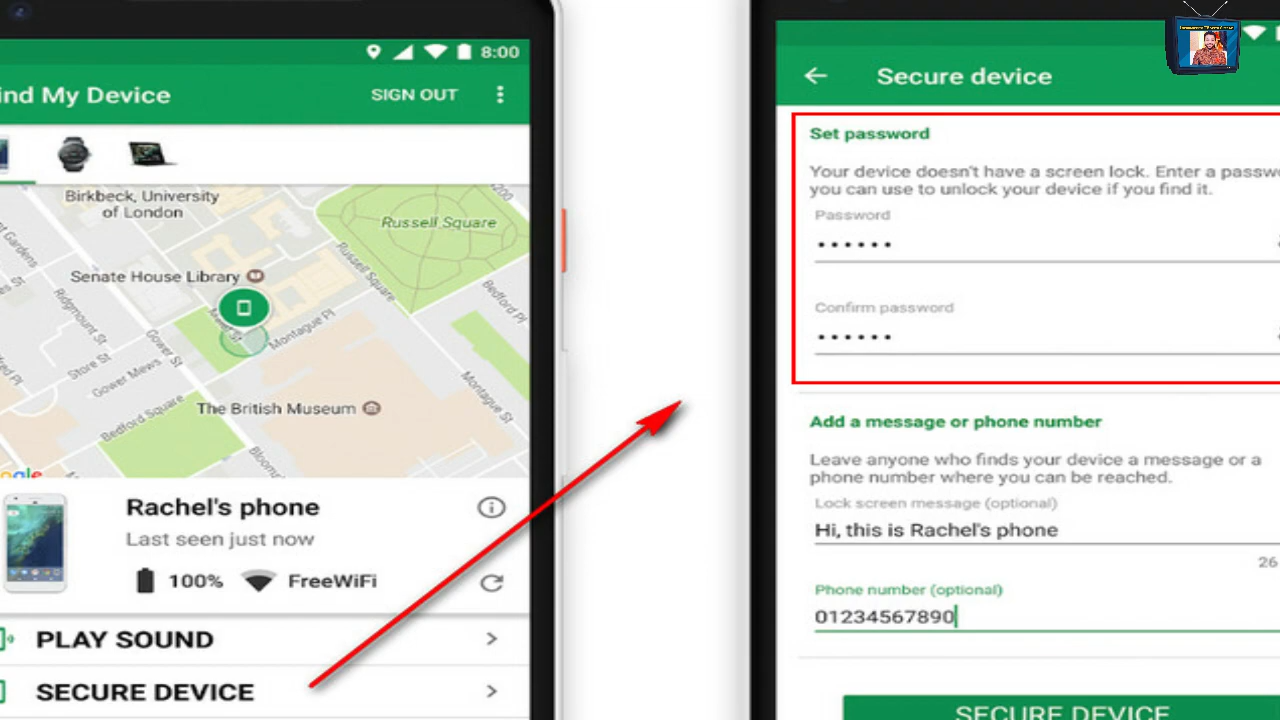 8:00
ind My Device
SIGN OUT
Birkbeck, University
of London
Russell Square
Senate House Library
Russell Square
Bedford Pl
Ridgmount St
Gower St
Montague Pl
Store St
Gower Mews
The British Museum
Montague St
Bedford Square
ogle
Rachel's phone
Last seen just now
100%
FreeWiFi
PLAY SOUND
SECURE DEVICE
Secure device
Set password
Your device doesn't have a screen lock. Enter a passwo
you can use to unlock your device if you find it.
Password
Confirm password
Add a message or phone number
Leave anyone who finds your device a message or a
phone number where you can be reached.
Lock screen message (optional)
Hi, this is Rachel's phone
26
Phone number (optional)
01234567890
SECURE DEVICE